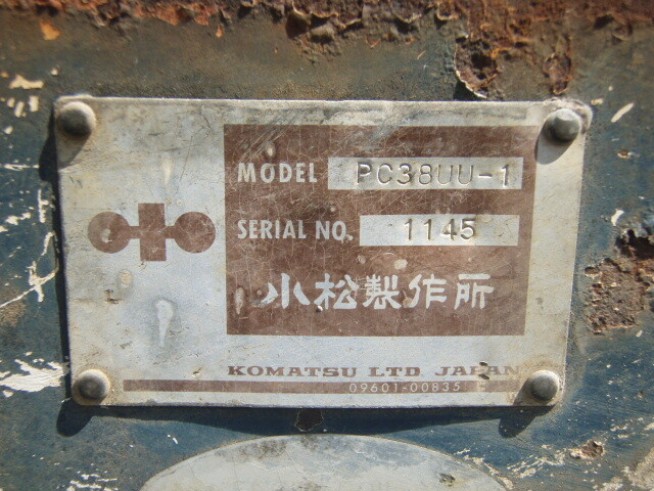 MODEL PC38UU-1
SERIAL NO. 1145
小松製作所
KOMATSU LTD. JAPAN
09601-00835